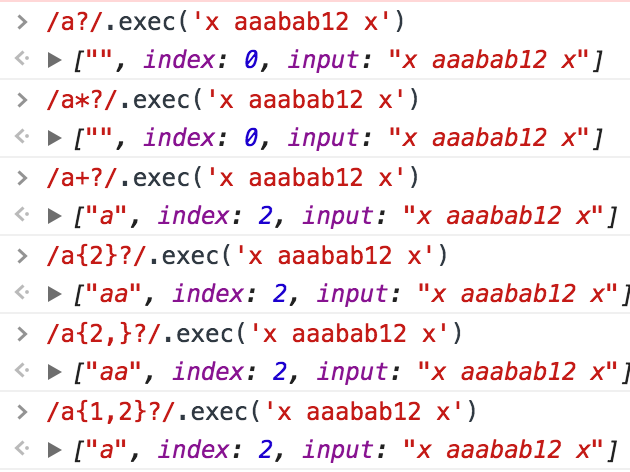 > /a?/.exec('x aaabab12 x')
<· ▶ ["", index: 0, input: "x aaabab12 x"]
> /a*?/.exec('x aaabab12 x')
<· ▶ ["", index: 0, input: "x aaabab12 x"]
> /a+?/.exec('x aaabab12 x')
<· ▶ ["a", index: 2, input: "x aaabab12 x"]
> /a{2}?/.exec('x aaabab12 x')
<· ▶ ["aa", index: 2, input: "x aaabab12 x"]
> /a{2,}?/.exec('x aaabab12 x')
<· ▶ ["aa", index: 2, input: "x aaabab12 x"]
> /a{1,2}?/.exec('x aaabab12 x')
<· ▶ ["a", index: 2, input: "x aaabab12 x"]